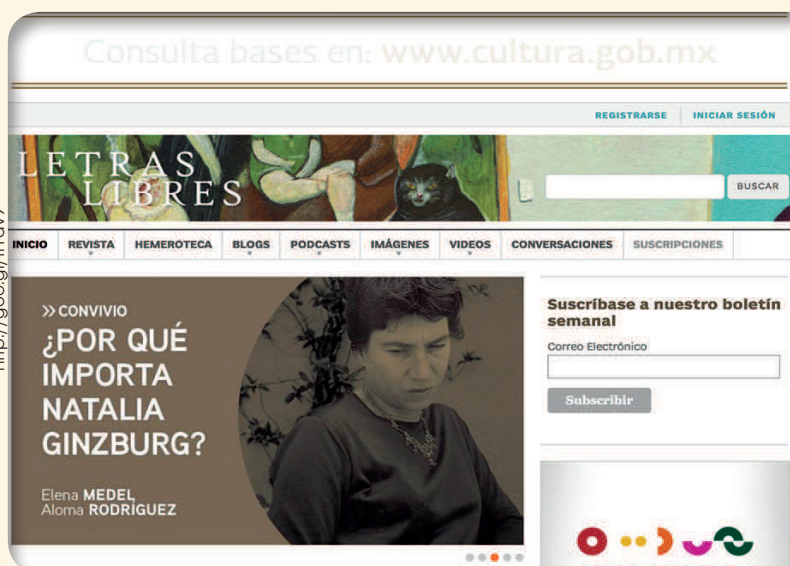 Consulta bases en: www.cultura.gob.mx
REGISTRARSE INICIAR SESIÓN
LETRAS
LIBRES
BUSCAR
INICIO REVISTA HEMEROTECA BLOGS PODCASTS IMÁGENES VIDEOS CONVERSACIONES SUSCRIPCIONES
>> CONVIVIO
¿POR QUÉ
IMPORTA
NATALIA
GINZBURG?
Elena MEDEL
Aloma RODRÍGUEZ
Suscríbase a nuestro boletín
semanal
Correo Electrónico
Subscribir